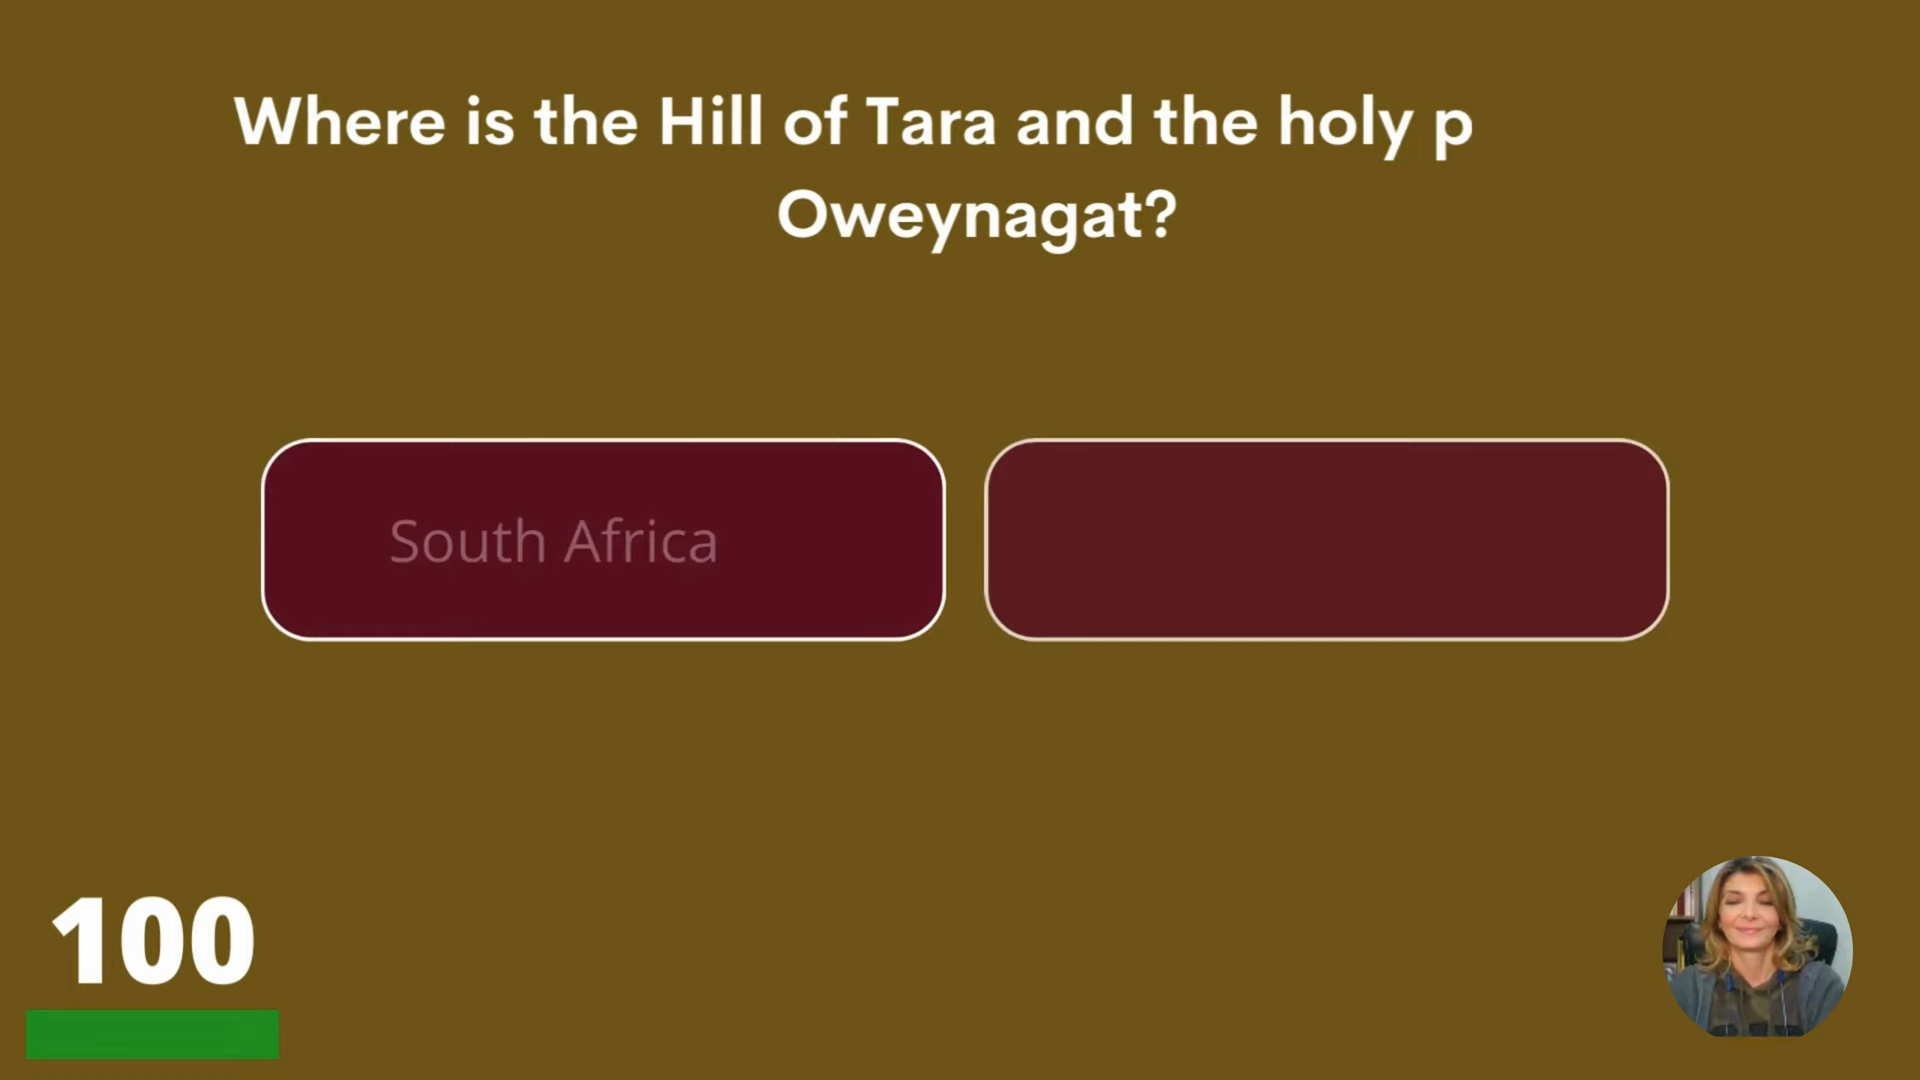 Where is the Hill of Tara and the holy p
Oweynagat?
South Africa
100